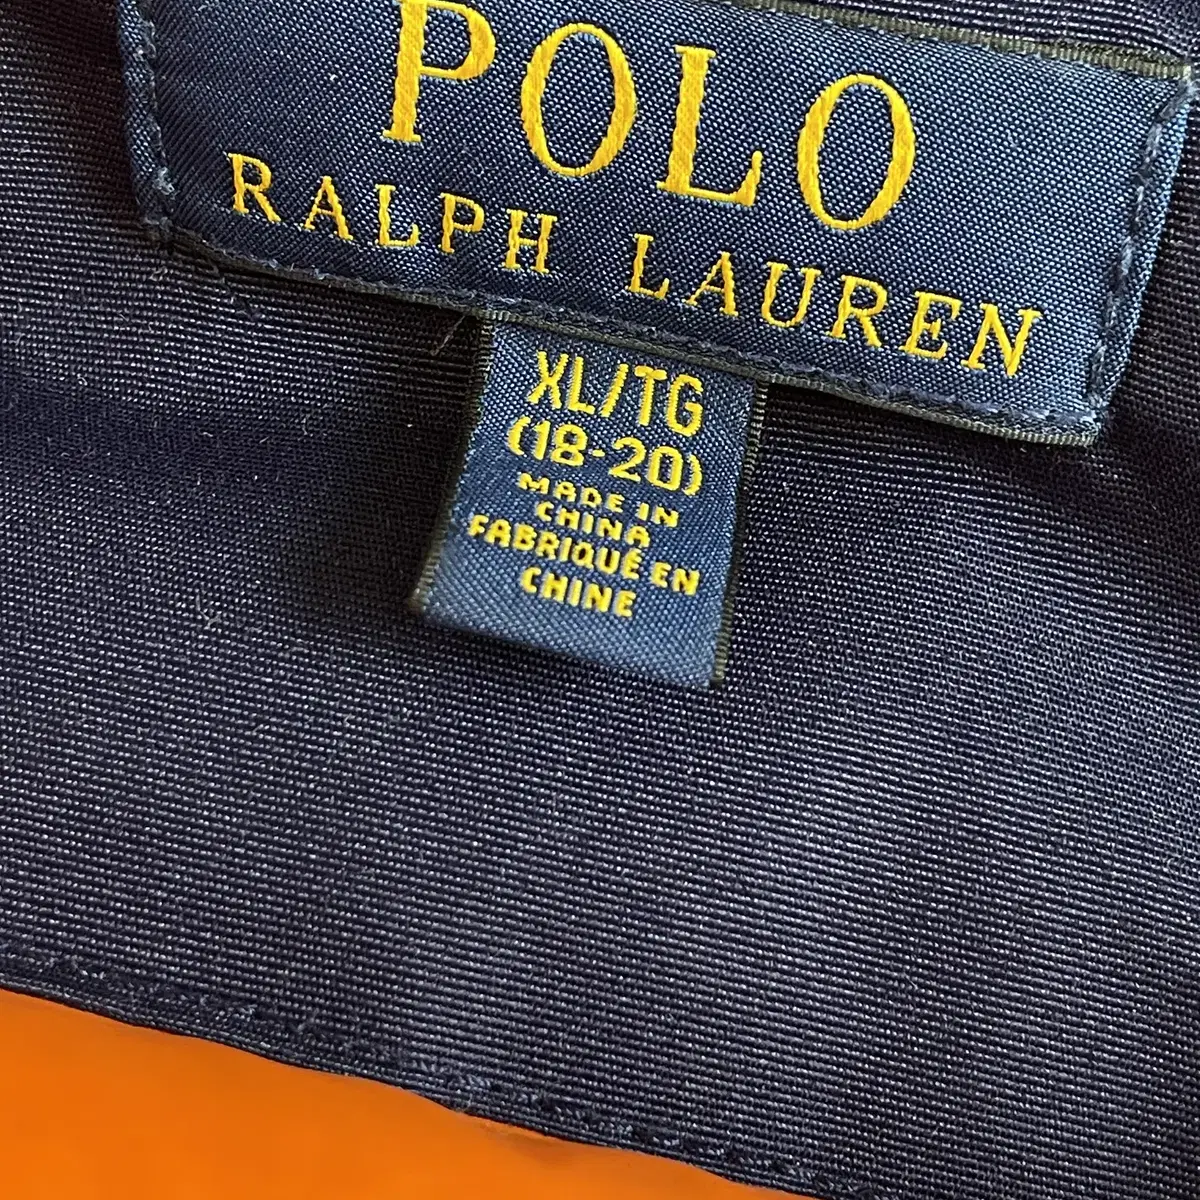 POLO
RALPH LAUREN
XL/TG
(18-20)
MADE IN
CHINA
FABRIQUÉ EN
CHINE